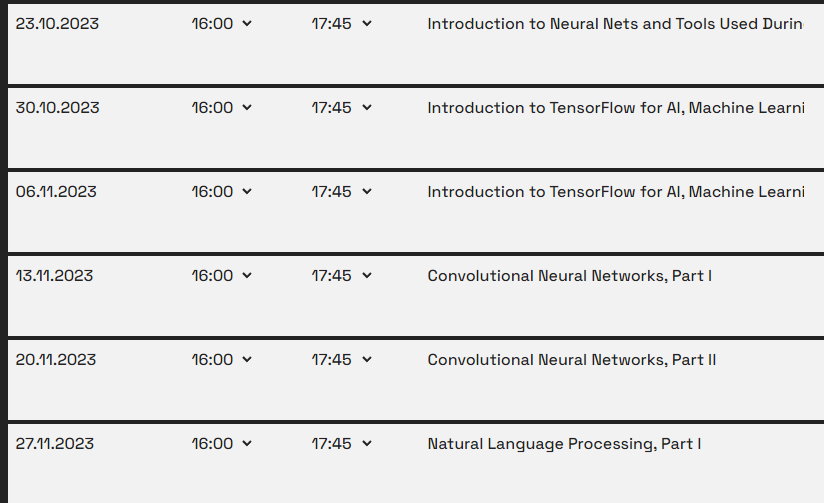 23.10.2023 16:00 17:45 Introduction to Neural Nets and Tools Used Durin
30.10.2023 16:00 17:45 Introduction to TensorFlow for AI, Machine Learni
06.11.2023 16:00 17:45 Introduction to TensorFlow for AI, Machine Learni
13.11.2023 16:00 17:45 Convolutional Neural Networks, Part I
20.11.2023 16:00 17:45 Convolutional Neural Networks, Part II
27.11.2023 16:00 17:45 Natural Language Processing, Part I